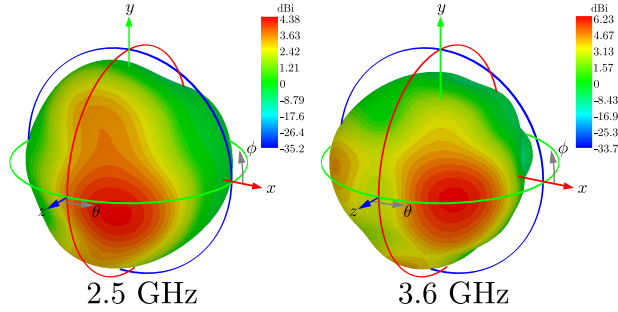 y
dBi
4.38
3.63
2.42
1.21
0
-8.79
-17.6
-26.4
-35.2
ϕ
x
z
θ
2.5 GHz
y
dBi
6.23
4.67
3.13
1.57
0
-8.43
-16.9
-25.3
-33.7
ϕ
x
z
θ
3.6 GHz